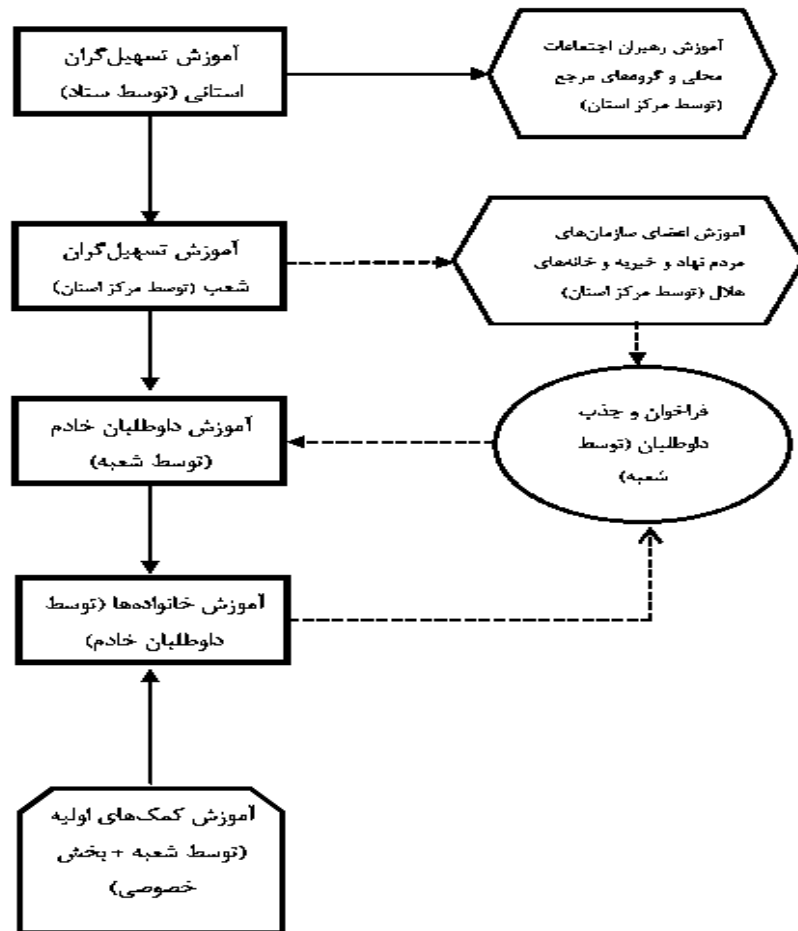 آموزش تسهیل‌گران
استانی (توسط ستاد)
آموزش رهبران اجتماعات
محلی و گروه‌های مرجع
(توسط مرکز استان)
آموزش تسهیل‌گران
شعب (توسط مرکز استان)
آموزش اعضای سازمان‌های
مردم نهاد و خیریه و خانه‌های
هلال (توسط مرکز استان)
آموزش داوطلبان خادم
(توسط شعبه)
فراخوان و جذب
داوطلبان (توسط
شعبه)
آموزش خانواده‌ها (توسط
داوطلبان خادم)
آموزش کمک‌های اولیه
(توسط شعبه + بخش
خصوصی)